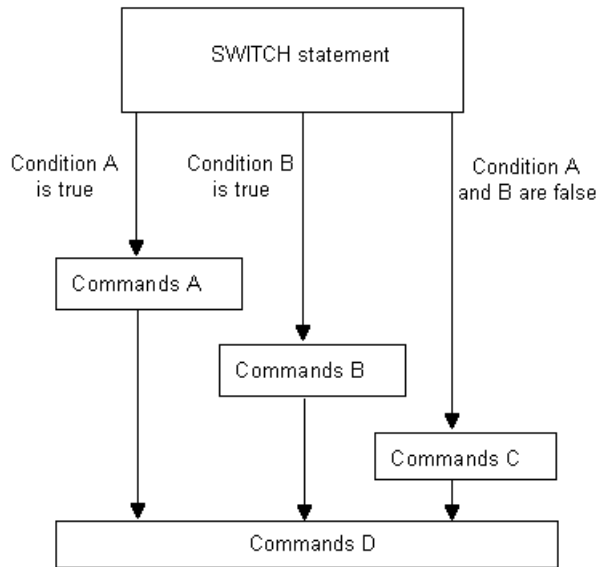 SWITCH statement
Condition A
is true
Condition B
is true
Condition A
and B are false
Commands A
Commands B
Commands C
Commands D